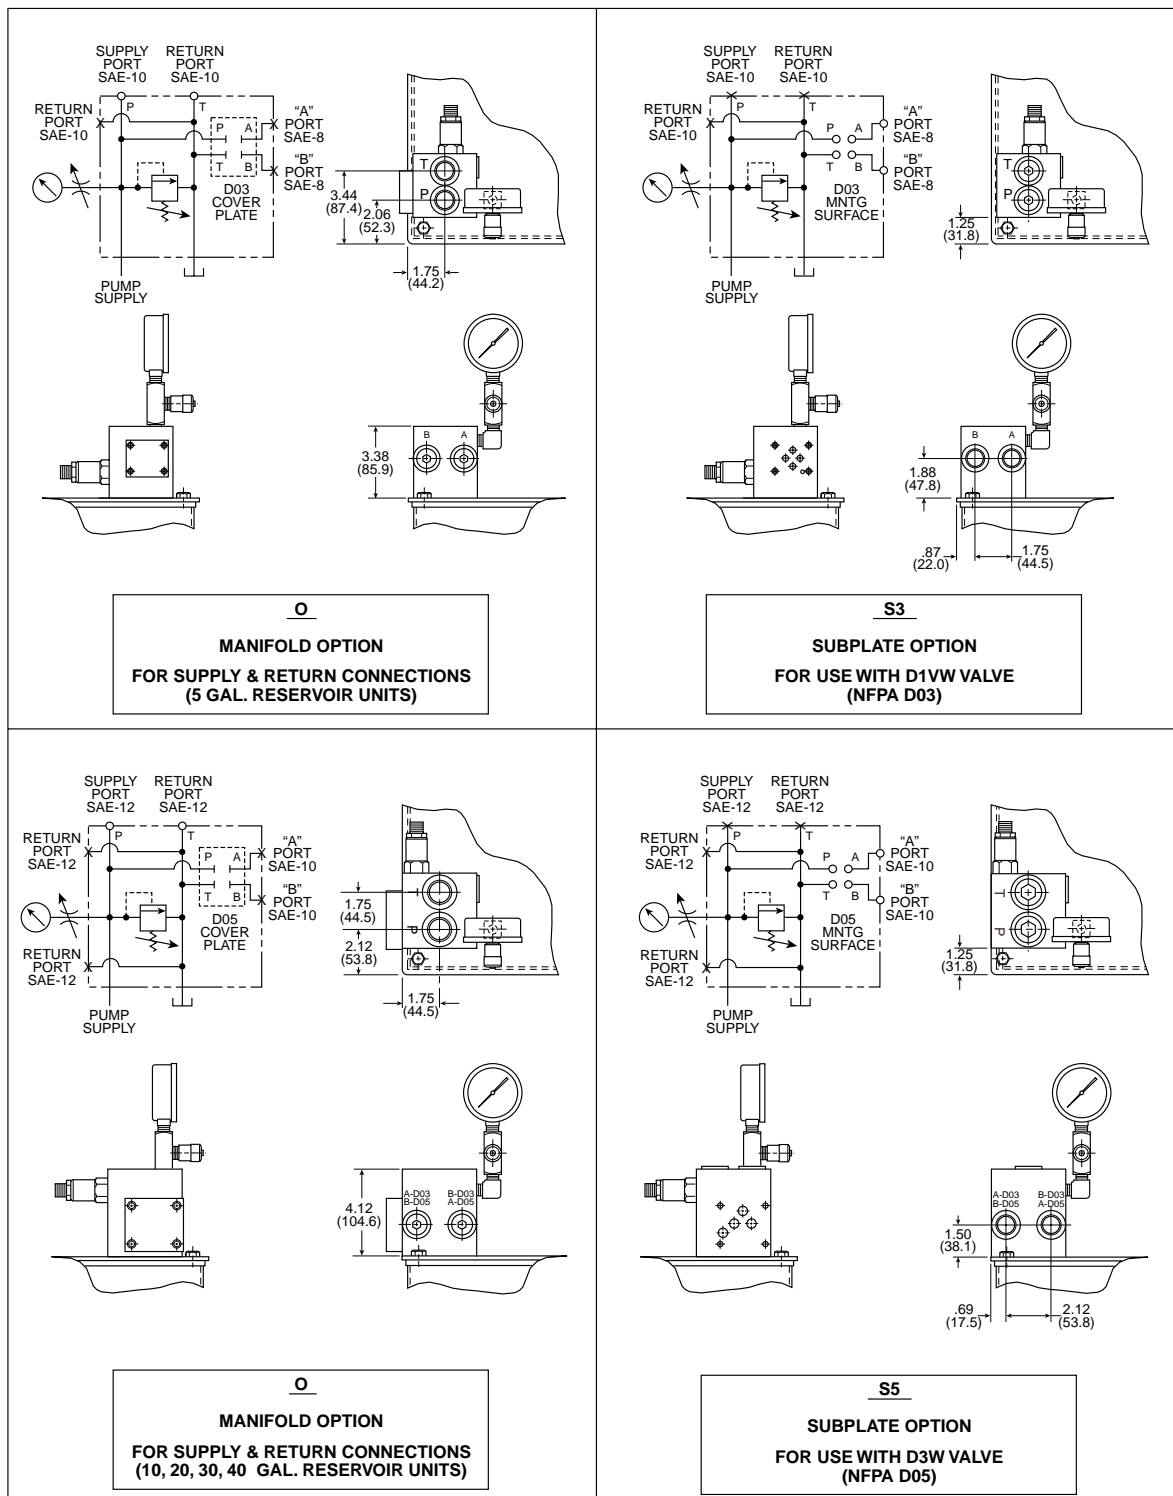 SUPPLY
PORT
SAE-10
RETURN
PORT
SAE-10
RETURN
PORT
SAE-10
P
T
P
A
T
B
"A"
PORT
SAE-8
"B"
PORT
SAE-8
D03
COVER
PLATE
PUMP
SUPPLY
T
P
3.44
(87.4)
2.06
(52.3)
1.75
(44.2)
B
A
3.38
(85.9)
O
MANIFOLD OPTION
FOR SUPPLY & RETURN CONNECTIONS
(5 GAL. RESERVOIR UNITS)
SUPPLY
PORT
SAE-10
RETURN
PORT
SAE-10
RETURN
PORT
SAE-10
P
T
P
A
T
B
"A"
PORT
SAE-8
"B"
PORT
SAE-8
D03
MNTG
SURFACE
PUMP
SUPPLY
T
P
1.25
(31.8)
B
A
1.88
(47.8)
.87
(22.0)
1.75
(44.5)
S3
SUBPLATE OPTION
FOR USE WITH D1VW VALVE
(NFPA D03)
SUPPLY
PORT
SAE-12
RETURN
PORT
SAE-12
RETURN
PORT
SAE-12
P
T
P
A
T
B
"A"
PORT
SAE-10
"B"
PORT
SAE-10
D05
COVER
PLATE
RETURN
PORT
SAE-12
PUMP
SUPPLY
T
P
1.75
(44.5)
2.12
(53.8)
1.75
(44.5)
A-D03
B-D05
B-D03
A-D05
4.12
(104.6)
O
MANIFOLD OPTION
FOR SUPPLY & RETURN CONNECTIONS
(10, 20, 30, 40 GAL. RESERVOIR UNITS)
SUPPLY
PORT
SAE-12
RETURN
PORT
SAE-12
RETURN
PORT
SAE-12
P
T
P
A
T
B
"A"
PORT
SAE-10
"B"
PORT
SAE-10
D05
MNTG
SURFACE
RETURN
PORT
SAE-12
PUMP
SUPPLY
T
P
1.25
(31.8)
A-D03
B-D05
B-D03
A-D05
1.50
(38.1)
.69
(17.5)
2.12
(53.8)
S5
SUBPLATE OPTION
FOR USE WITH D3W VALVE
(NFPA D05)